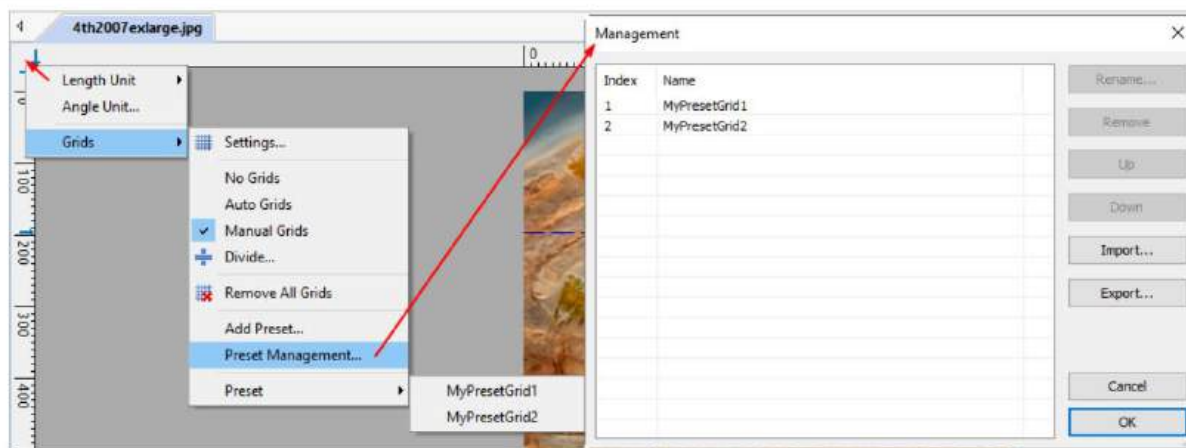 4th2007exlarge.jpg
0
Length Unit
Angle Unit...
Grids
Settings...
No Grids
Auto Grids
Manual Grids
Divide...
Remove All Grids
Add Preset...
Preset Management...
Preset
MyPresetGrid1
MyPresetGrid2
0
100
200
300
400
Management
Index Name
1 MyPresetGrid1
2 MyPresetGrid2
Rename...
Remove
Up
Down
Import...
Export...
Cancel
OK